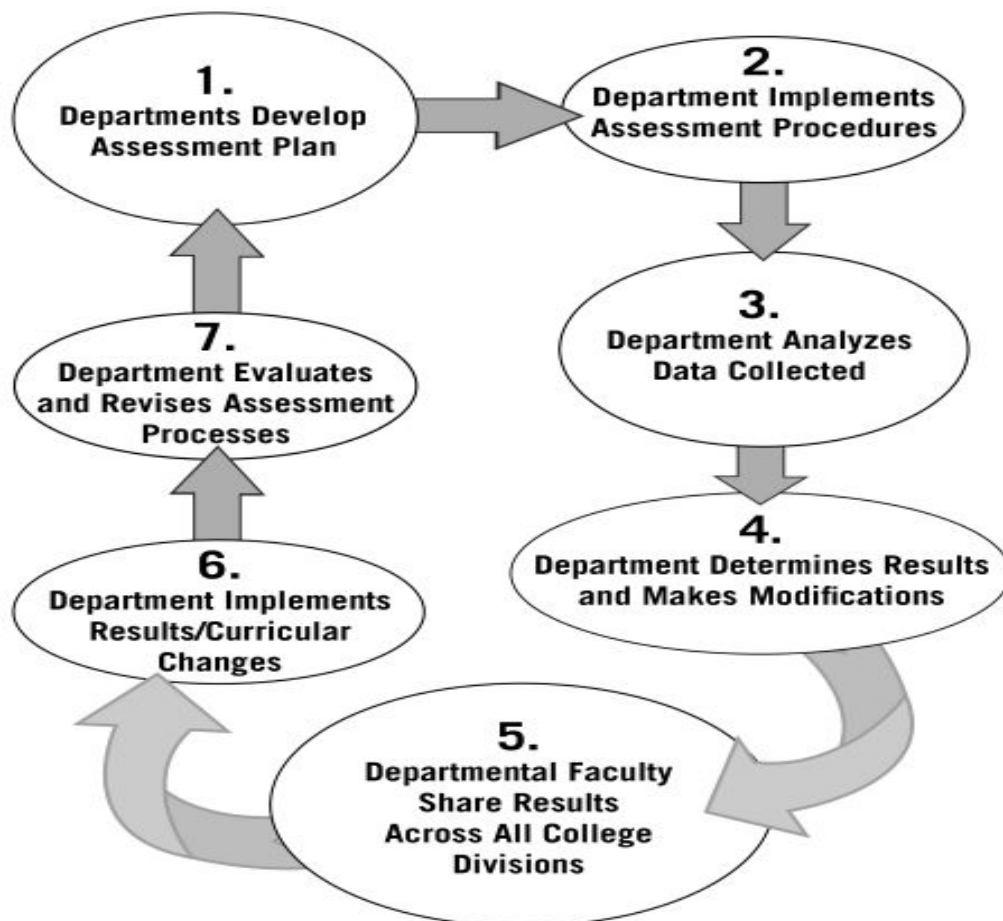 1.
Departments Develop
Assessment Plan
2.
Department Implements
Assessment Procedures
3.
Department Analyzes
Data Collected
4.
Department Determines Results
and Makes Modifications
5.
Departmental Faculty
Share Results
Across All College
Divisions
6.
Department Implements
Results/Curricular
Changes
7.
Department Evaluates
and Revises Assessment
Processes